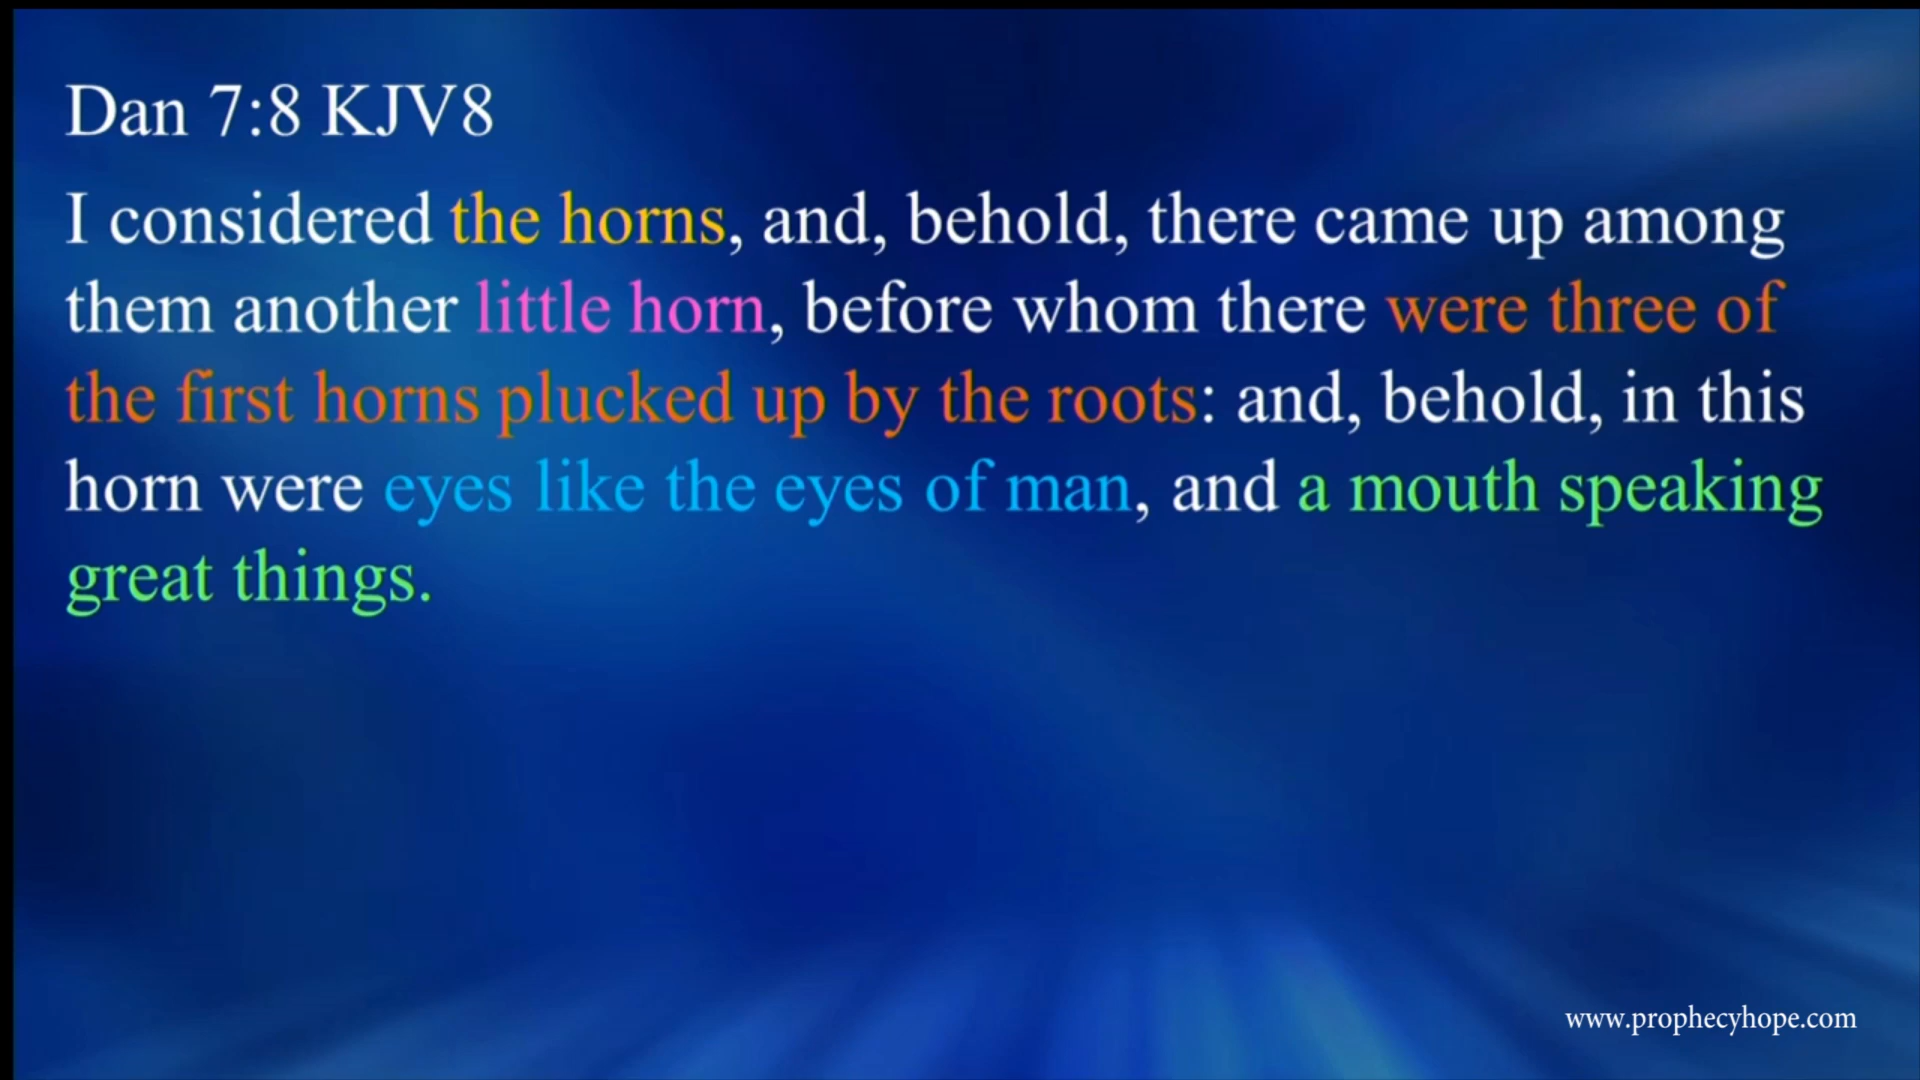 Dan 7:8 KJV8
I considered the horns, and, behold, there came up among
them another little horn, before whom there were three of
the first horns plucked up by the roots: and, behold, in this
horn were eyes like the eyes of man, and a mouth speaking
great things.
www.prophecyhope.com